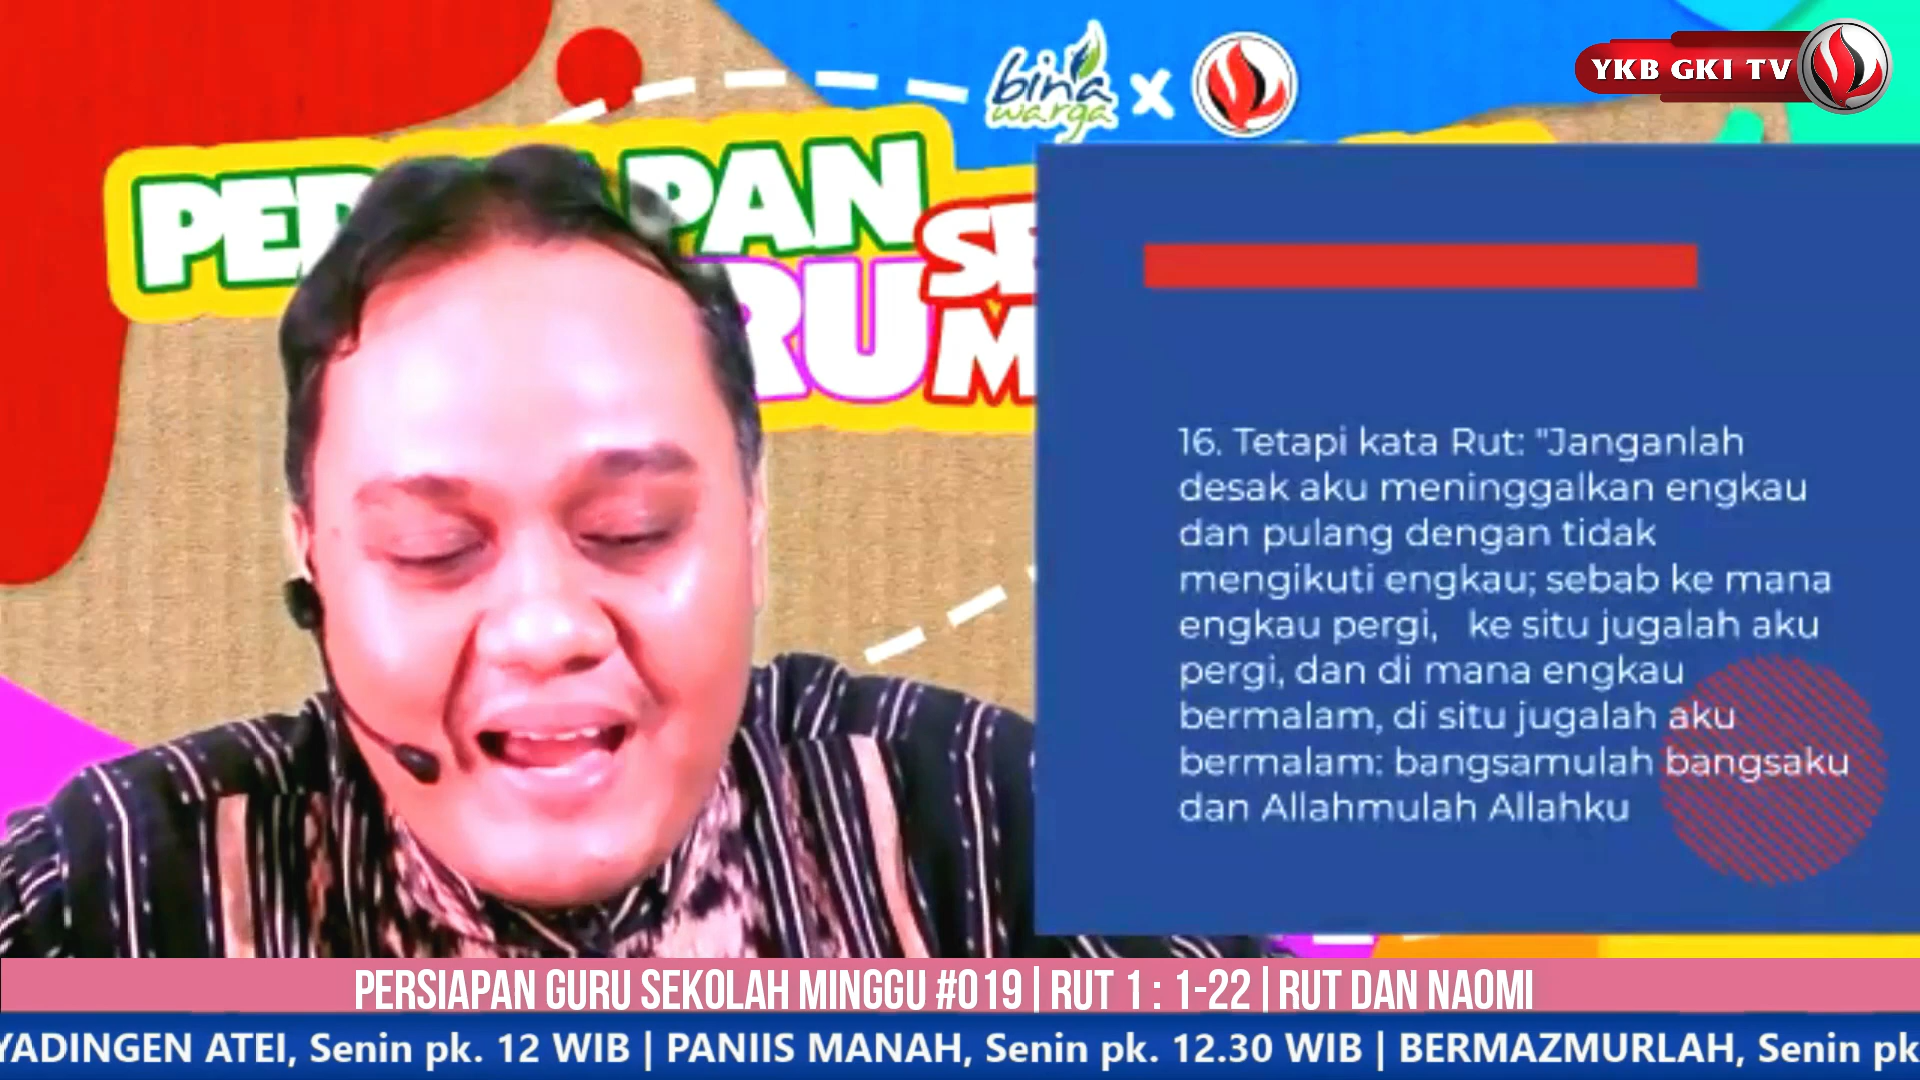 bina
warga
X
YKB GKI TV
PAN
RU
16. Tetapi kata Rut: "Janganlah
desak aku meninggalkan engkau
dan pulang dengan tidak
mengikuti engkau; sebab ke mana
engkau pergi,   ke situ jugalah aku
pergi, dan di mana engkau
bermalam, di situ jugalah aku
bermalam: bangsamulah bangsaku
dan Allahmulah Allahku
PERSIAPAN GURU SEKOLAH MINGGU #019 | RUT 1 : 1-22 | RUT DAN NAOMI
YADINGEN ATEI, Senin pk. 12 WIB | PANIIS MANAH, Senin pk. 12.30 WIB | BERMAZMURLAH, Senin pk